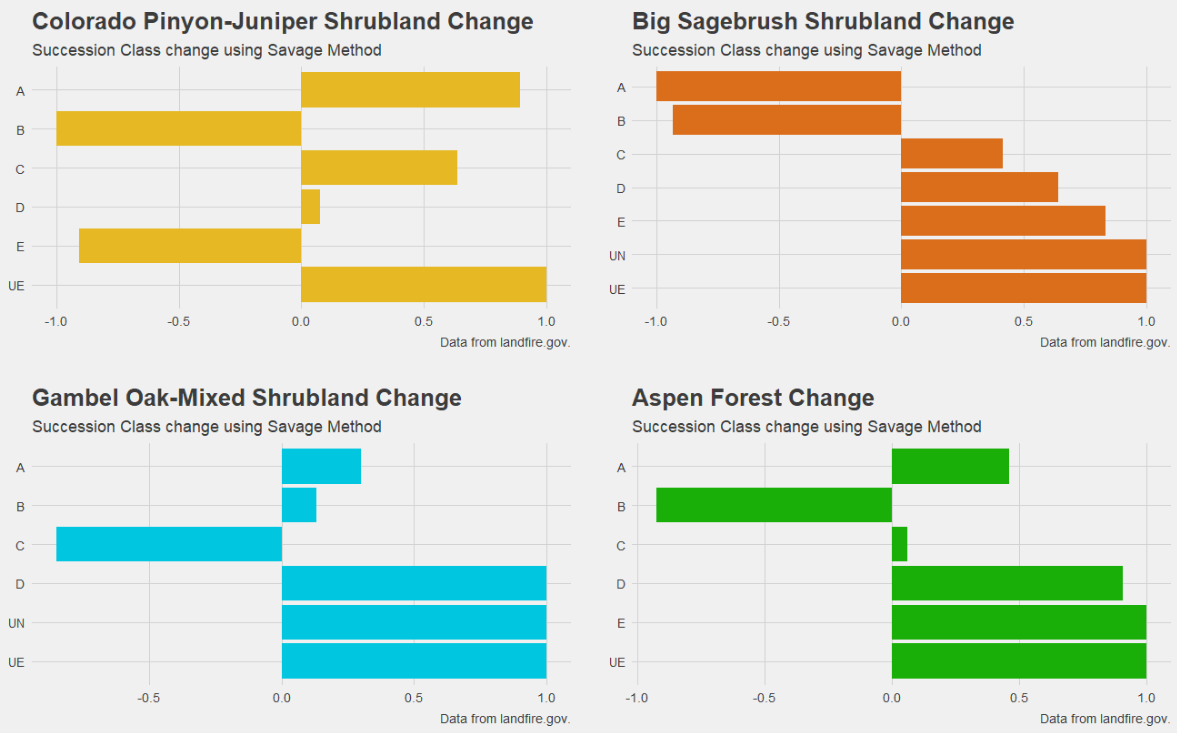 Colorado Pinyon-Juniper Shrubland Change
Succession Class change using Savage Method
A
B
C
D
E
UE
-1.0 -0.5 0.0 0.5 1.0
Data from landfire.gov.
Big Sagebrush Shrubland Change
Succession Class change using Savage Method
A
B
C
D
E
UN
UE
-1.0 -0.5 0.0 0.5 1.0
Data from landfire.gov.
Gambel Oak-Mixed Shrubland Change
Succession Class change using Savage Method
A
B
C
D
UN
UE
-0.5 0.0 0.5 1.0
Data from landfire.gov.
Aspen Forest Change
Succession Class change using Savage Method
A
B
C
D
E
UE
-1.0 -0.5 0.0 0.5 1.0
Data from landfire.gov.